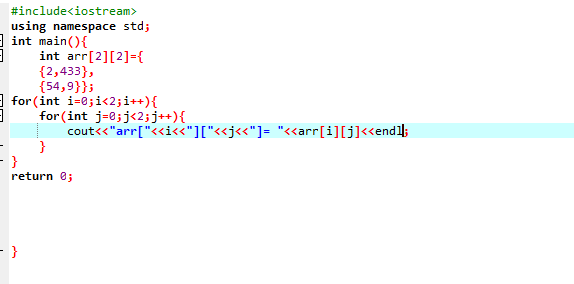 #include<iostream>
using namespace std;
int main(){
    int arr[2][2]={
    {2,433},
    {54,9}};
for(int i=0;i<2;i++){
    for(int j=0;j<2;j++){
        cout<<"arr["<<i<<"]["<<j<<"]= "<<arr[i][j]<<endl;
    }
}
return 0;
}